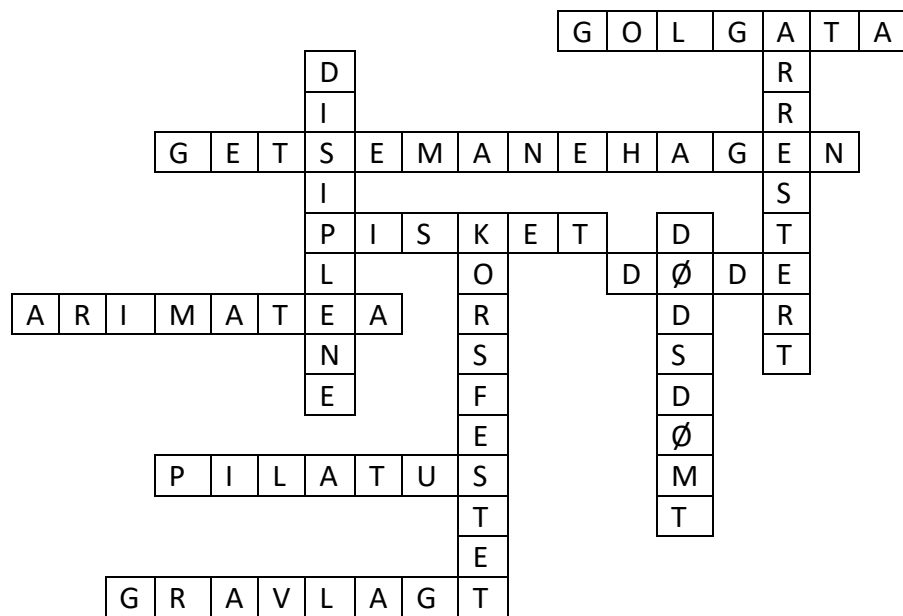 GOLGATA
ARRESTERT
DISIPLENE
GETSEMANEHAGEN
PISKET
KORSFESTET
DØDSDØMT
DØDE
ARIMATEA
PILATUS
GRAVLAGT